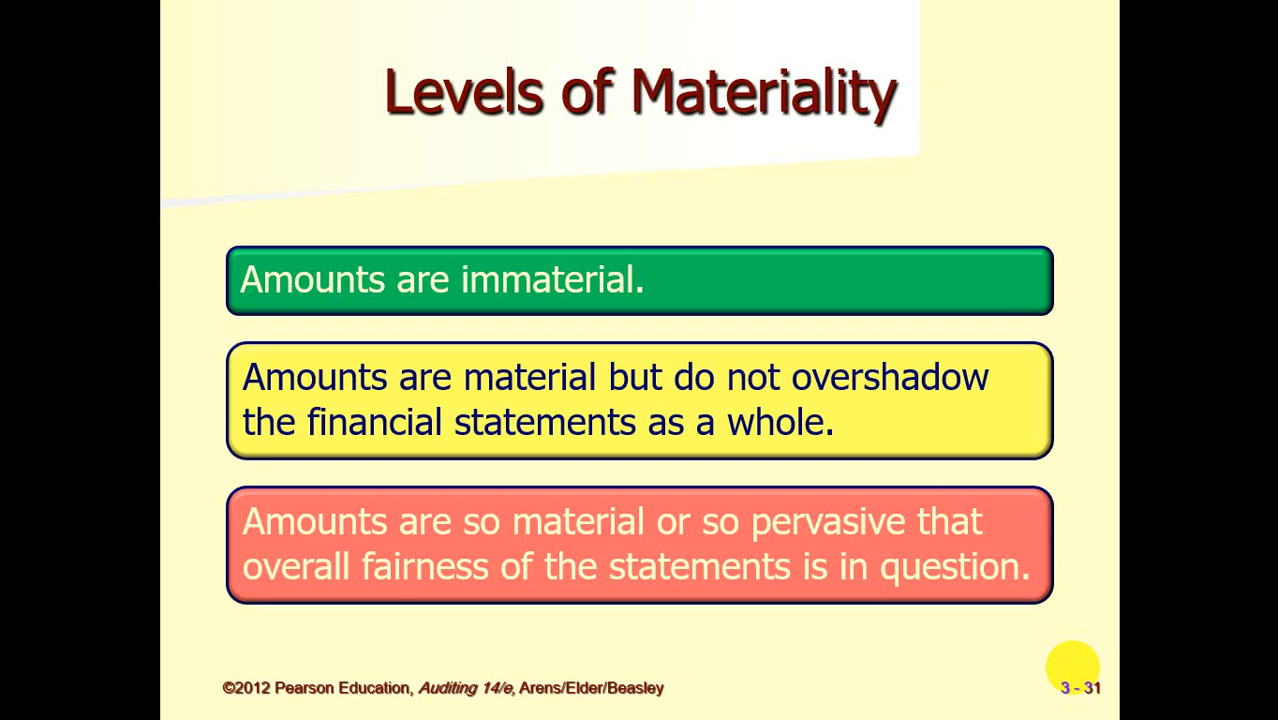 Levels of Materiality
Amounts are immaterial.
Amounts are material but do not overshadow
the financial statements as a whole.
Amounts are so material or so pervasive that
overall fairness of the statements is in question.
©2012 Pearson Education, Auditing 14/e, Arens/Elder/Beasley
3 - 31